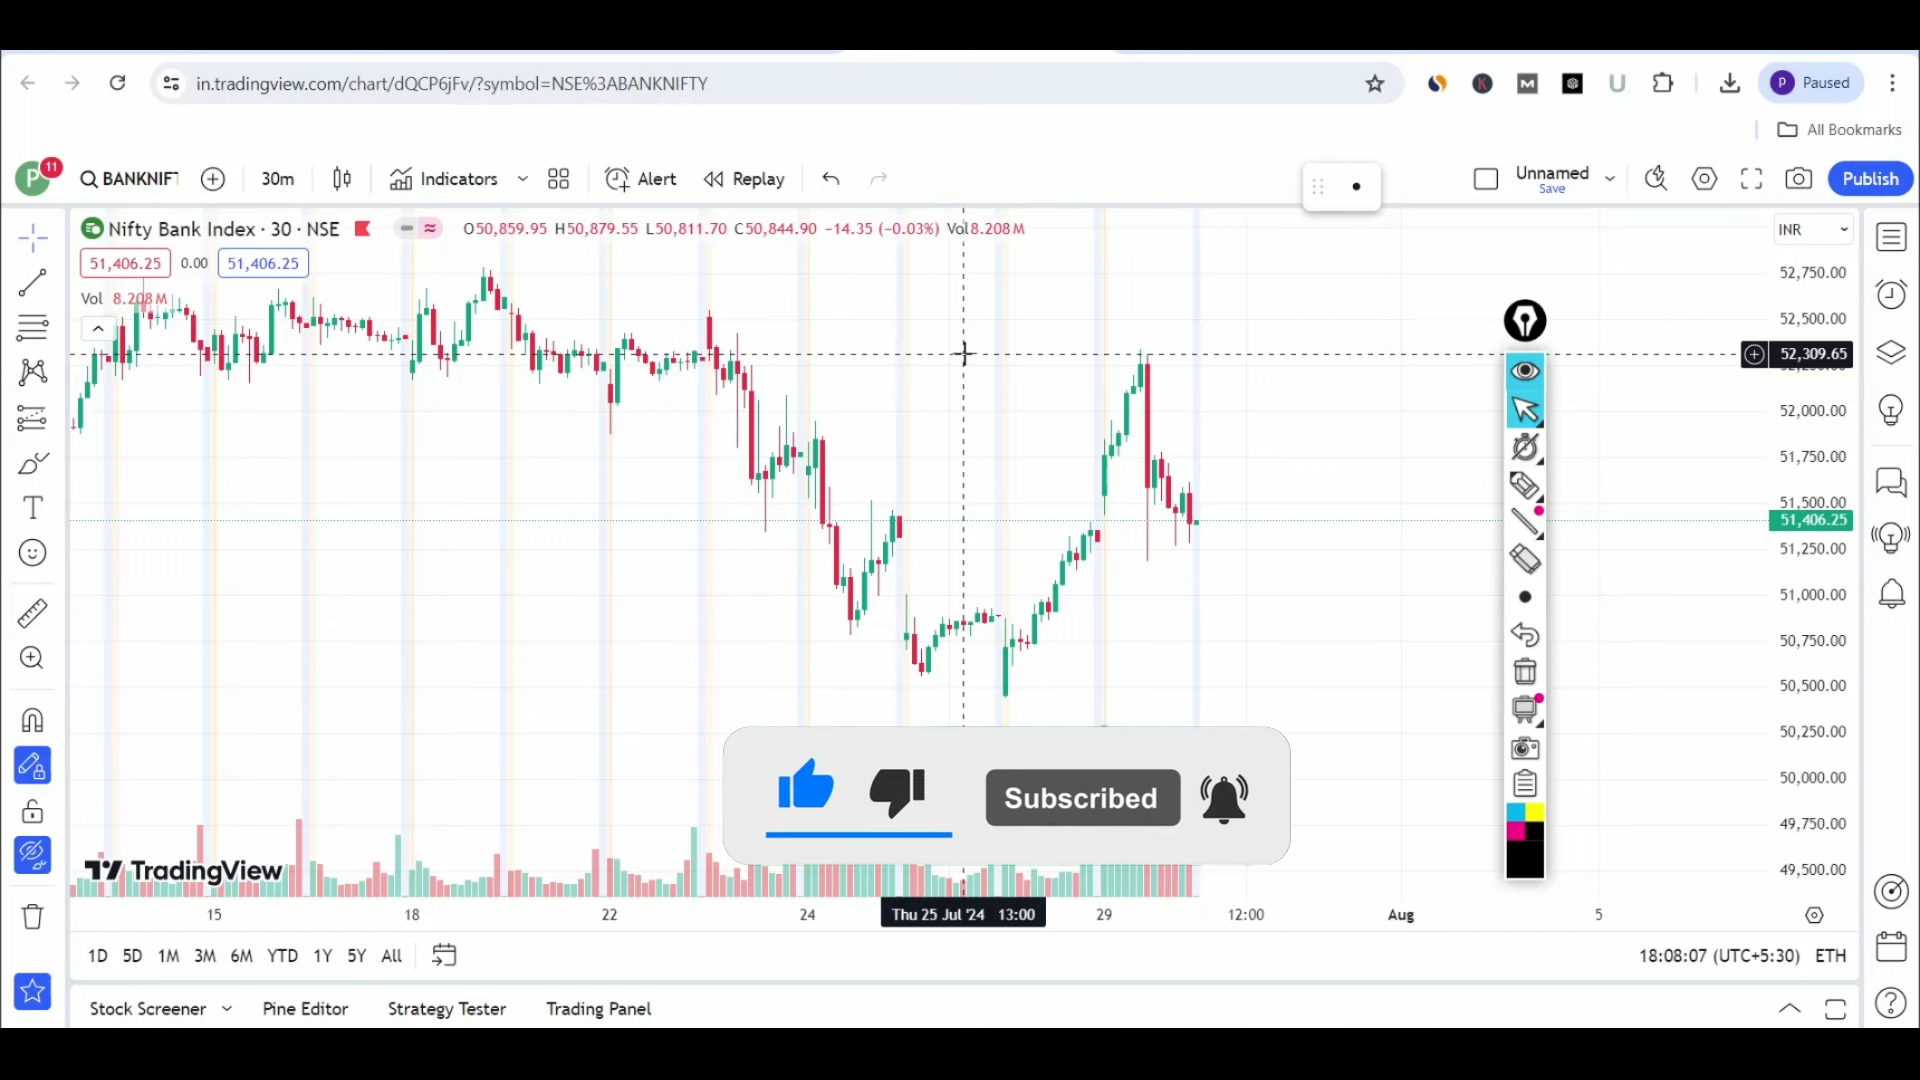 in.tradingview.com/chart/dQCP6jFv/?symbol=NSE%3ABANKNIFTY
K M U P Paused
All Bookmarks
P 11 BANKNIFT 30m Indicators Alert Replay Unnamed Save Publish
Nifty Bank Index · 30 · NSE O50,859.95 H50,879.55 L50,811.70 C50,844.90 −14.35 (−0.03%) Vol8.208M INR
51,406.25 0.00 51,406.25
Vol 8.208M
52,750.00
52,500.00
52,309.65
52,000.00
51,750.00
51,500.00
51,406.25
51,250.00
51,000.00
50,750.00
50,500.00
50,250.00
50,000.00
49,750.00
49,500.00
Subscribed
TradingView
15 18 22 24 Thu 25 Jul '24 13:00 29 12:00 Aug 5
1D 5D 1M 3M 6M YTD 1Y 5Y All 18:08:07 (UTC+5:30) ETH
Stock Screener Pine Editor Strategy Tester Trading Panel